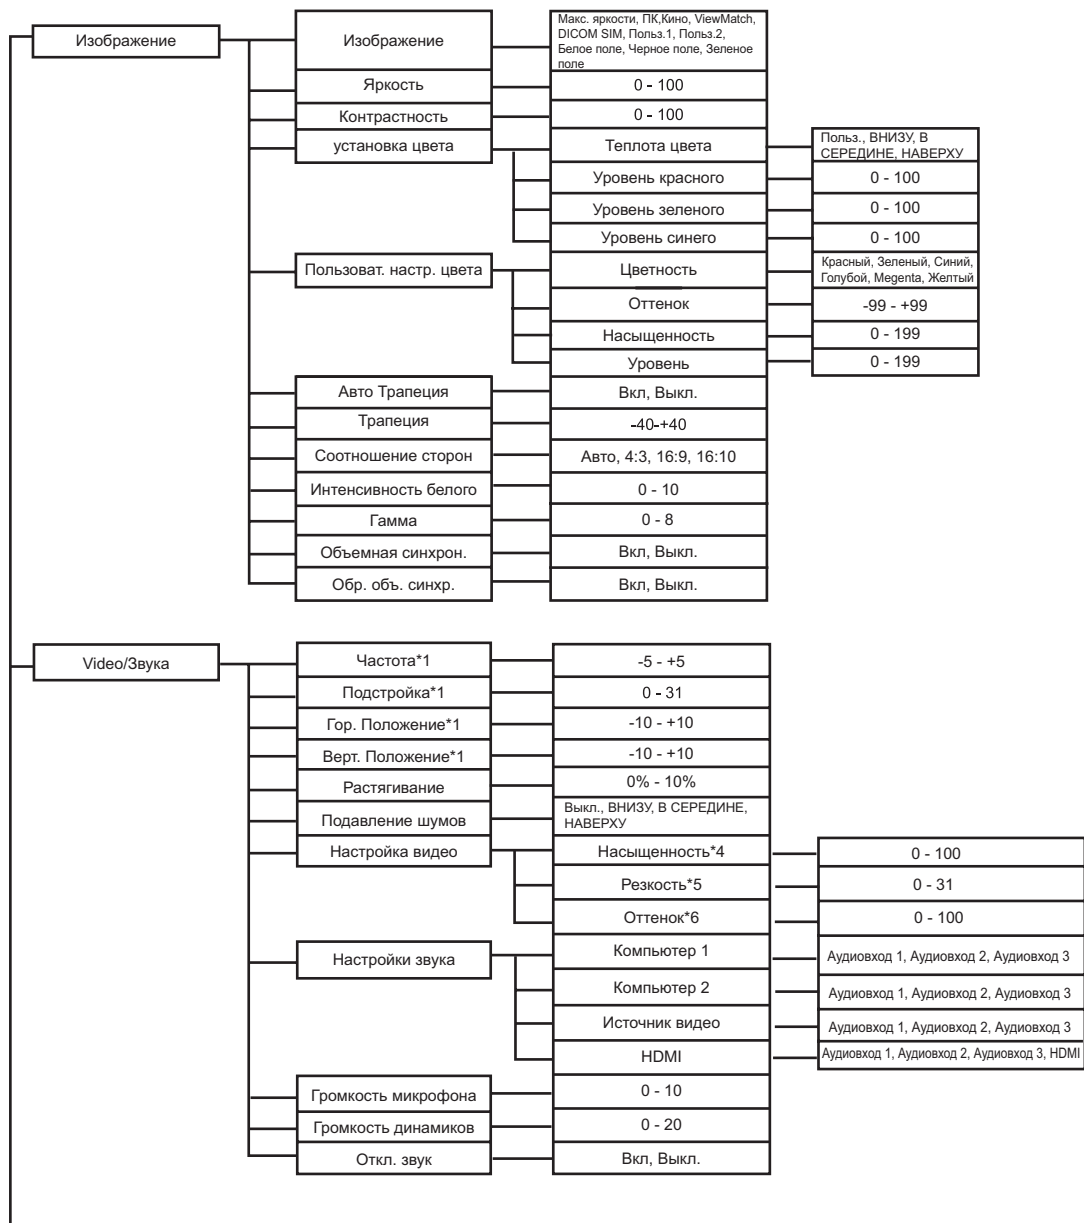 Изображение
Изображение
Макс. яркости, ПК,Кино, ViewMatch,
DICOM SIM, Польз.1, Польз.2,
Белое поле, Черное поле, Зеленое
поле
Яркость
0 - 100
Контрастность
0 - 100
установка цвета
Теплота цвета
Польз., ВНИЗУ, В
СЕРЕДИНЕ, НАВЕРХУ
Уровень красного
0 - 100
Уровень зеленого
0 - 100
Уровень синего
0 - 100
Пользоват. настр. цвета
Цветность
Красный, Зеленый, Синий,
Голубой, Megenta, Желтый
Оттенок
-99 - +99
Насыщенность
0 - 199
Уровень
0 - 199
Авто Трапеция
Вкл, Выкл.
Трапеция
-40-+40
Соотношение сторон
Авто, 4:3, 16:9, 16:10
Интенсивность белого
0 - 10
Гамма
0 - 8
Объемная синхрон.
Вкл, Выкл.
Обр. объ. синхр.
Вкл, Выкл.
Video/Звука
Частота*1
-5 - +5
Подстройка*1
0 - 31
Гор. Положение*1
-10 - +10
Верт. Положение*1
-10 - +10
Растягивание
0% - 10%
Подавление шумов
Выкл., ВНИЗУ, В СЕРЕДИНЕ,
НАВЕРХУ
Настройка видео
Насыщенность*4
0 - 100
Резкость*5
0 - 31
Оттенок*6
0 - 100
Настройки звука
Компьютер 1
Аудиовход 1, Аудиовход 2, Аудиовход 3
Компьютер 2
Аудиовход 1, Аудиовход 2, Аудиовход 3
Источник видео
Аудиовход 1, Аудиовход 2, Аудиовход 3
HDMI
Аудиовход 1, Аудиовход 2, Аудиовход 3, HDMI
Громкость микрофона
0 - 10
Громкость динамиков
0 - 20
Откл. звук
Вкл, Выкл.